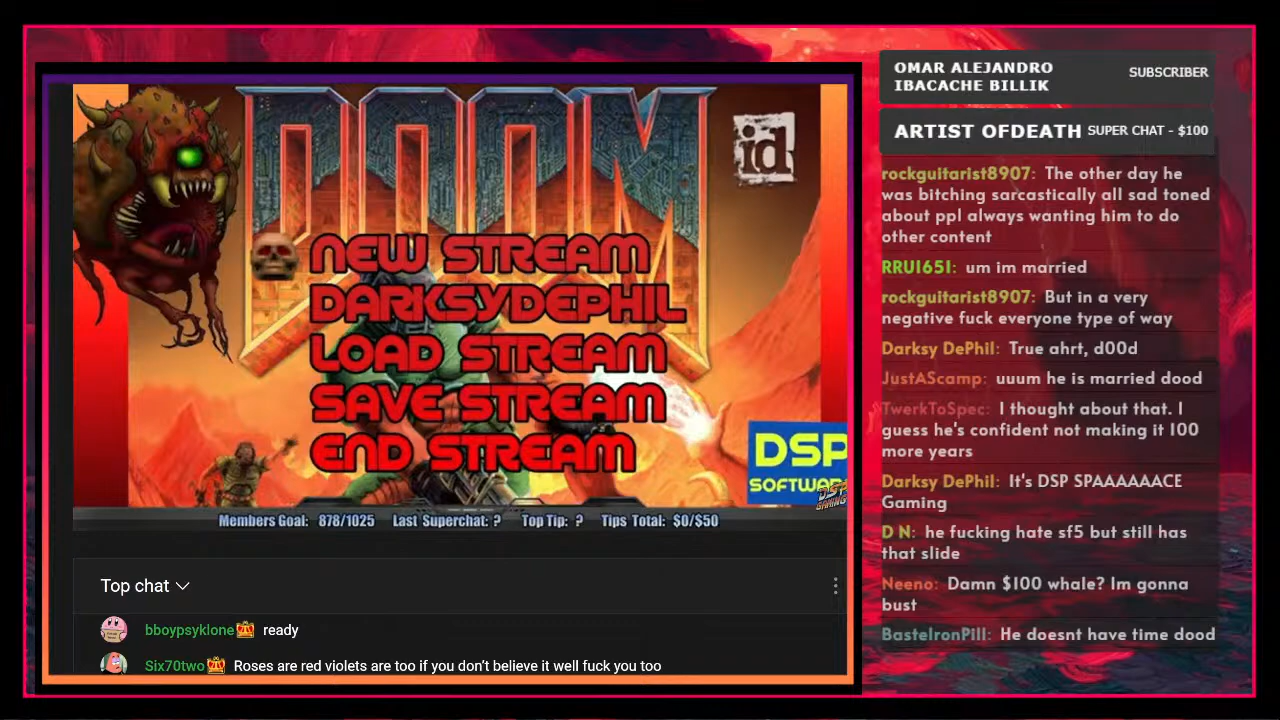 DOOM
id
NEW STREAM
DARKSYDEPHIL
LOAD STREAM
SAVE STREAM
END STREAM
DSP
SOFTWAR
DSP
GAMING
Members Goal: 878/1025 Last Superchat: ? Top Tip: ? Tips Total: $0/$50
Top chat
bboypsyklone ready
Six70two Roses are red violets are too if you don't believe it well fuck you too
OMAR ALEJANDRO
IBACACHE BILLIK
SUBSCRIBER
ARTIST OFDEATH SUPER CHAT - $100
rockguitarist8907: The other day he
was bitching sarcastically all sad toned
about ppl always wanting him to do
other content
RRU1651: um im married
rockguitarist8907: But in a very
negative fuck everyone type of way
Darksy DePhil: True ahrt, d00d
JustAScamp: uuum he is married dood
TwerkToSpec: I thought about that. I
guess he's confident not making it 100
more years
Darksy DePhil: It's DSP SPAAAAAACE
Gaming
D N: he fucking hate sf5 but still has
that slide
Neeno: Damn $100 whale? Im gonna
bust
BasteIronPill: He doesnt have time dood